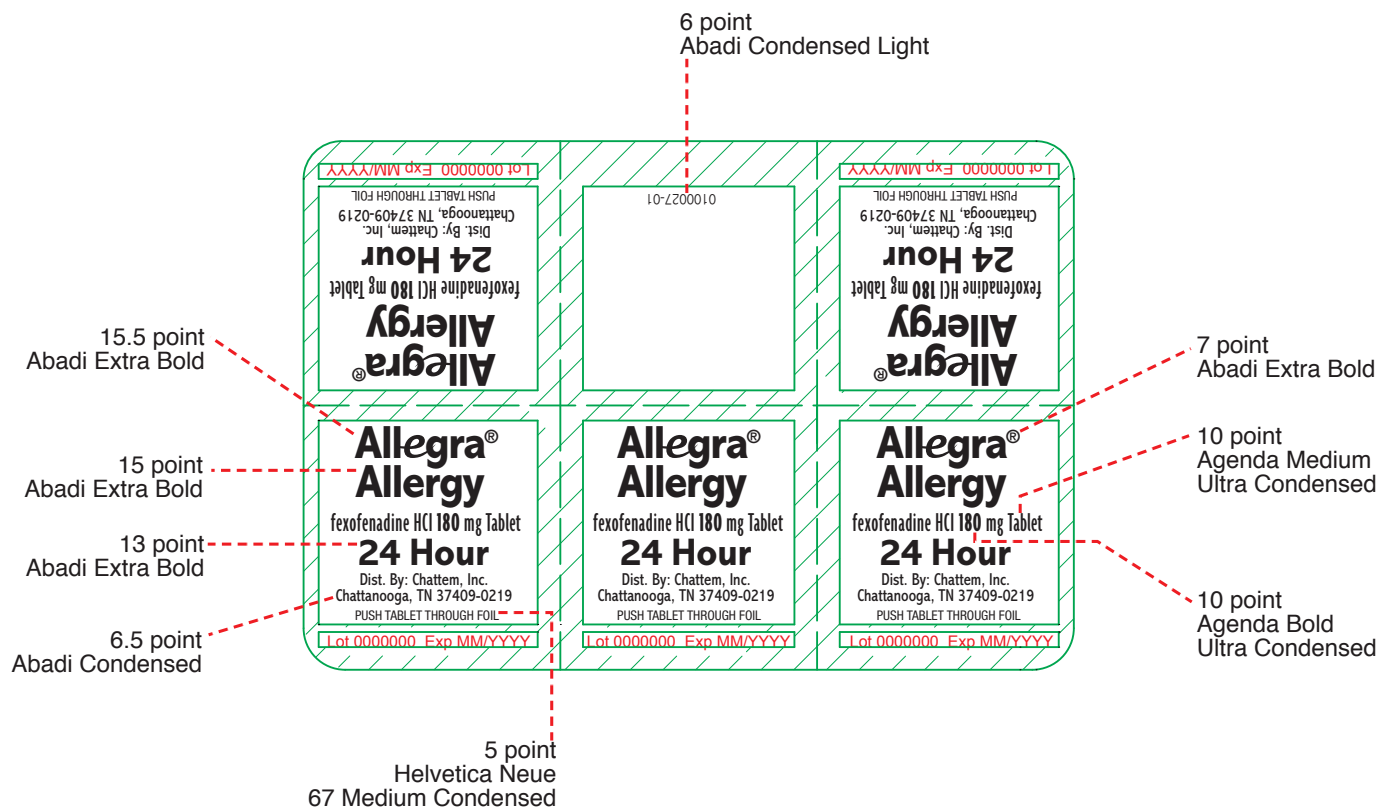 6 point
Abadi Condensed Light
Lot 0000000 Exp MM/YYYY
PUSH TABLET THROUGH FOIL
Chattanooga, TN 37409-0219
Dist. By: Chattem, Inc.
24 Hour
fexofenadine HCl 180 mg Tablet
Allergy
Allegra®
0100027-01
Lot 0000000 Exp MM/YYYY
PUSH TABLET THROUGH FOIL
Chattanooga, TN 37409-0219
Dist. By: Chattem, Inc.
24 Hour
fexofenadine HCl 180 mg Tablet
Allergy
Allegra®
15.5 point
Abadi Extra Bold
15 point
Abadi Extra Bold
13 point
Abadi Extra Bold
6.5 point
Abadi Condensed
Allegra®
Allergy
fexofenadine HCl 180 mg Tablet
24 Hour
Dist. By: Chattem, Inc.
Chattanooga, TN 37409-0219
PUSH TABLET THROUGH FOIL
Lot 0000000 Exp MM/YYYY
Allegra®
Allergy
fexofenadine HCl 180 mg Tablet
24 Hour
Dist. By: Chattem, Inc.
Chattanooga, TN 37409-0219
PUSH TABLET THROUGH FOIL
Lot 0000000 Exp MM/YYYY
Allegra®
Allergy
fexofenadine HCl 180 mg Tablet
24 Hour
Dist. By: Chattem, Inc.
Chattanooga, TN 37409-0219
PUSH TABLET THROUGH FOIL
Lot 0000000 Exp MM/YYYY
7 point
Abadi Extra Bold
10 point
Agenda Medium
Ultra Condensed
10 point
Agenda Bold
Ultra Condensed
5 point
Helvetica Neue
67 Medium Condensed